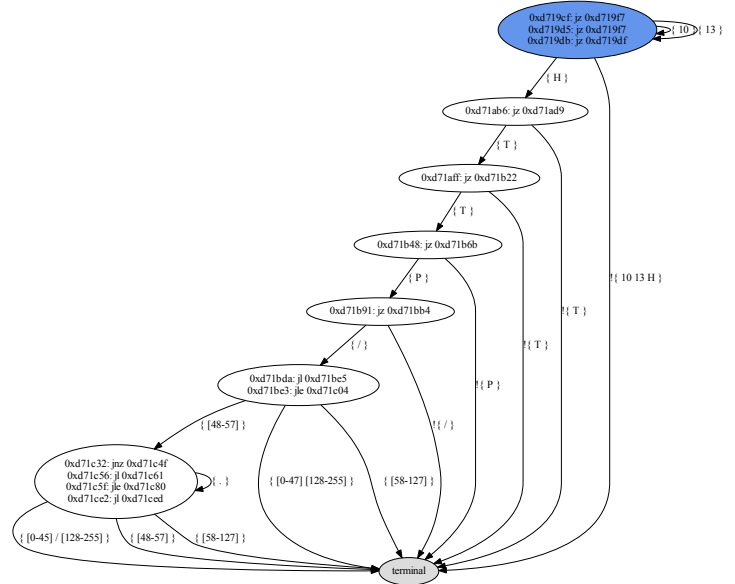 0xd719cf: jz 0xd719f7
0xd719d5: jz 0xd719f7
0xd719db: jz 0xd719df
{ 10 }
{ 13 }
{ H }
0xd71ab6: jz 0xd71ad9
{ T }
0xd71aff: jz 0xd71b22
{ T }
0xd71b48: jz 0xd71b6b
{ P }
!{ 10 13 H }
0xd71b91: jz 0xd71bb4
!{ T }
{ / }
!{ T }
0xd71bda: jl 0xd71be5
0xd71be3: jle 0xd71c04
!{ P }
{ [48-57] }
!{ / }
0xd71c32: jnz 0xd71c4f
0xd71c56: jl 0xd71c61
0xd71c5f: jle 0xd71c80
0xd71ce2: jl 0xd71ced
{ . }
{ [0-47] [128-255] }
{ [58-127] }
{ [0-45] / [128-255] }
{ [48-57] }
{ [58-127] }
terminal